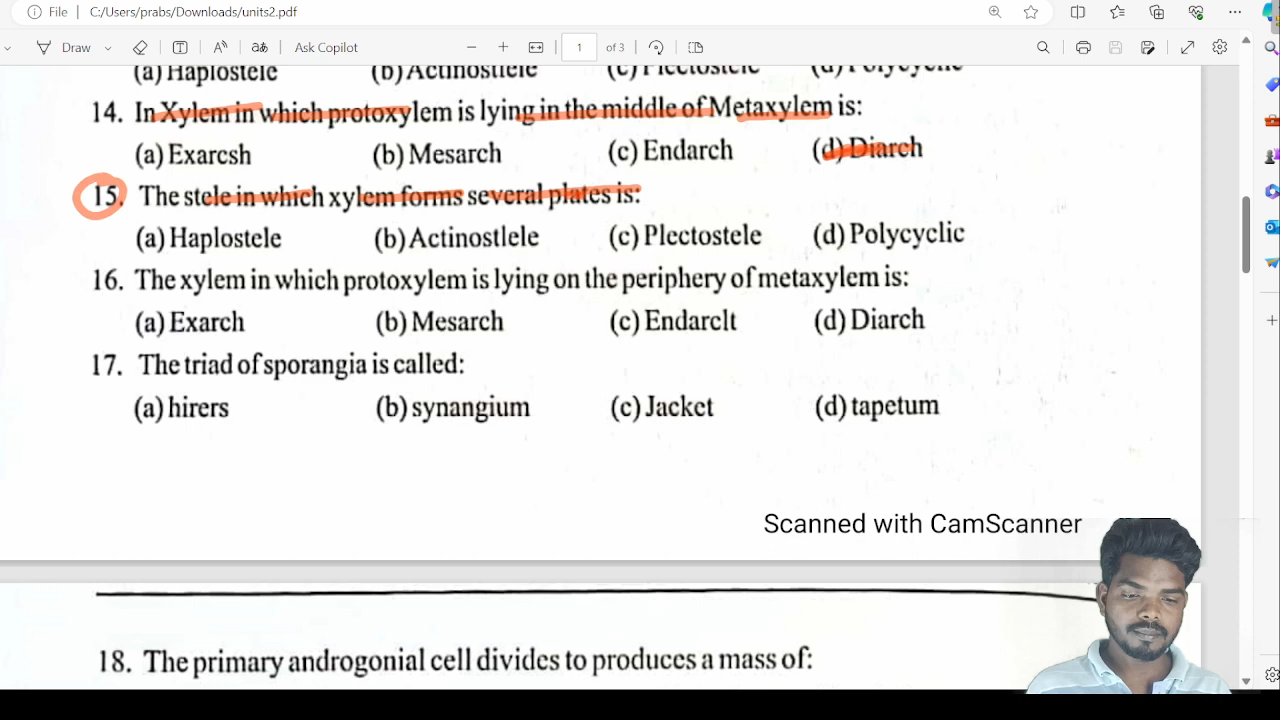 File C:/Users/prabs/Downloads/units2.pdf
Draw Ask Copilot 1 of 3
(a) Haplostele (b) Actinostlele (c) Plectostele (d) Polycyclic
14. In Xylem in which protoxylem is lying in the middle of Metaxylem is:
(a) Exarcsh (b) Mesarch (c) Endarch (d) Diarch
15. The stele in which xylem forms several plates is:
(a) Haplostele (b) Actinostlele (c) Plectostele (d) Polycyclic
16. The xylem in which protoxylem is lying on the periphery of metaxylem is:
(a) Exarch (b) Mesarch (c) Endarclt (d) Diarch
17. The triad of sporangia is called:
(a) hirers (b) synangium (c) Jacket (d) tapetum
Scanned with CamScanner
18. The primary androgonial cell divides to produces a mass of: